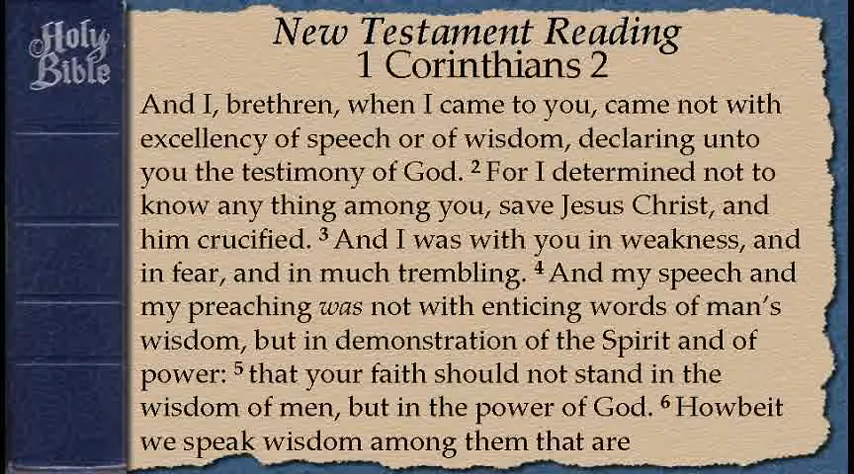 Holy
Bible
New Testament Reading
1 Corinthians 2
And I, brethren, when I came to you, came not with
excellency of speech or of wisdom, declaring unto
you the testimony of God. ² For I determined not to
know any thing among you, save Jesus Christ, and
him crucified. ³ And I was with you in weakness, and
in fear, and in much trembling. ⁴ And my speech and
my preaching was not with enticing words of man's
wisdom, but in demonstration of the Spirit and of
power: ⁵ that your faith should not stand in the
wisdom of men, but in the power of God. ⁶ Howbeit
we speak wisdom among them that are